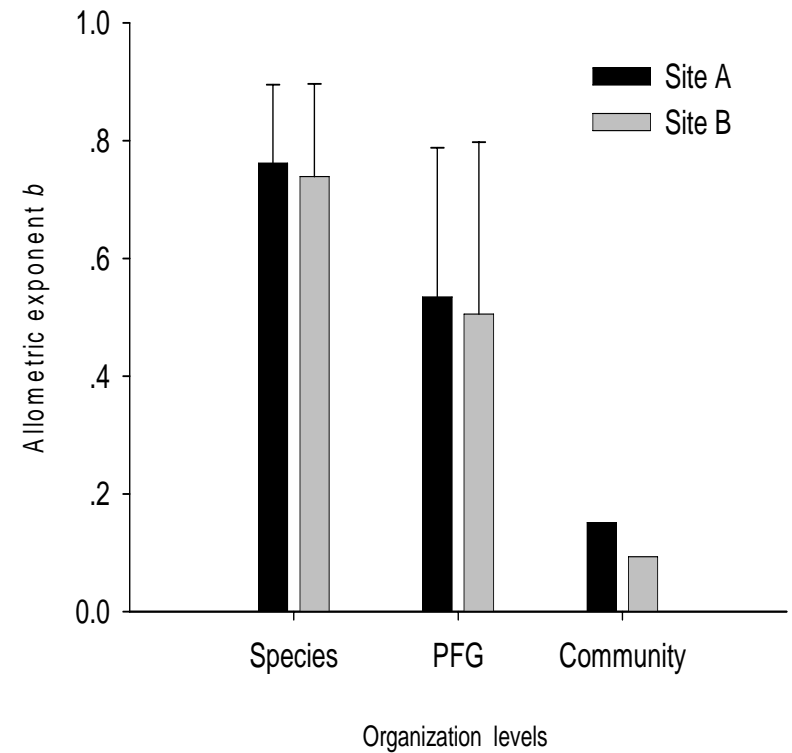 1.0
.8
.6
.4
.2
0.0
Allometric exponent b
Site A
Site B
Species PFG Community
Organization levels